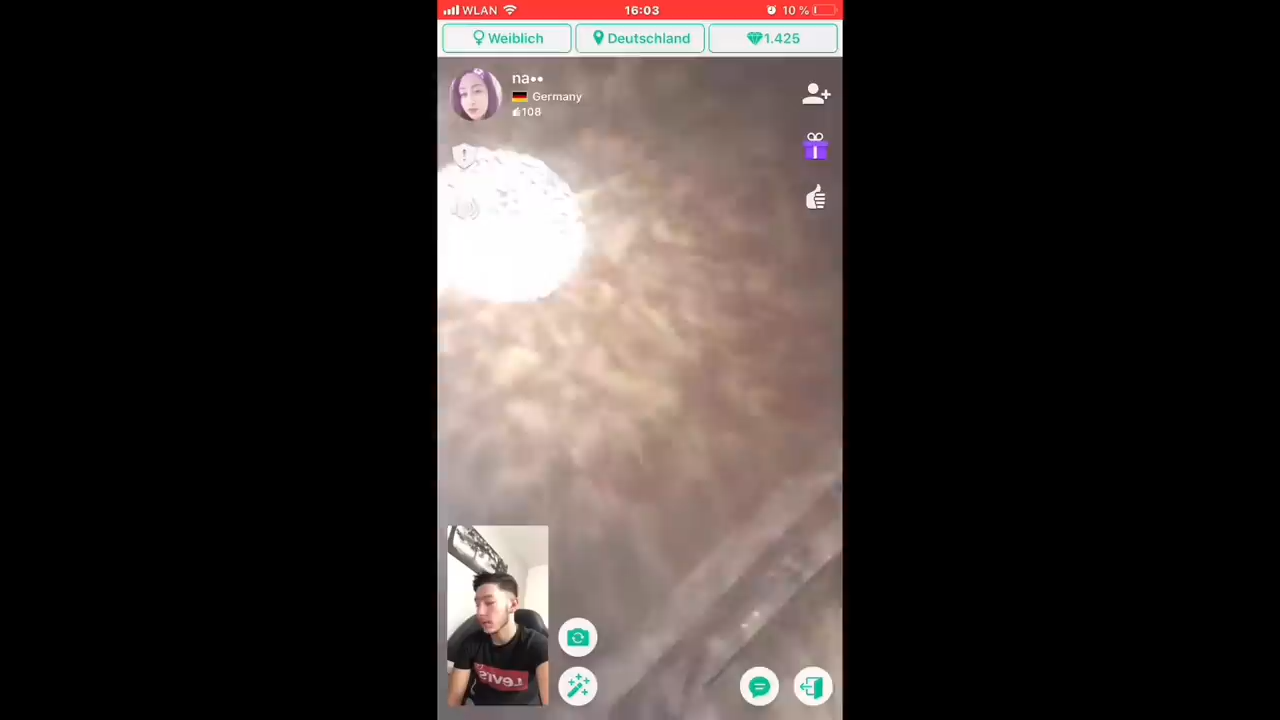 WLAN 16:03 10 %
Weiblich Deutschland 1.425
na••
Germany
108
LEVI'S